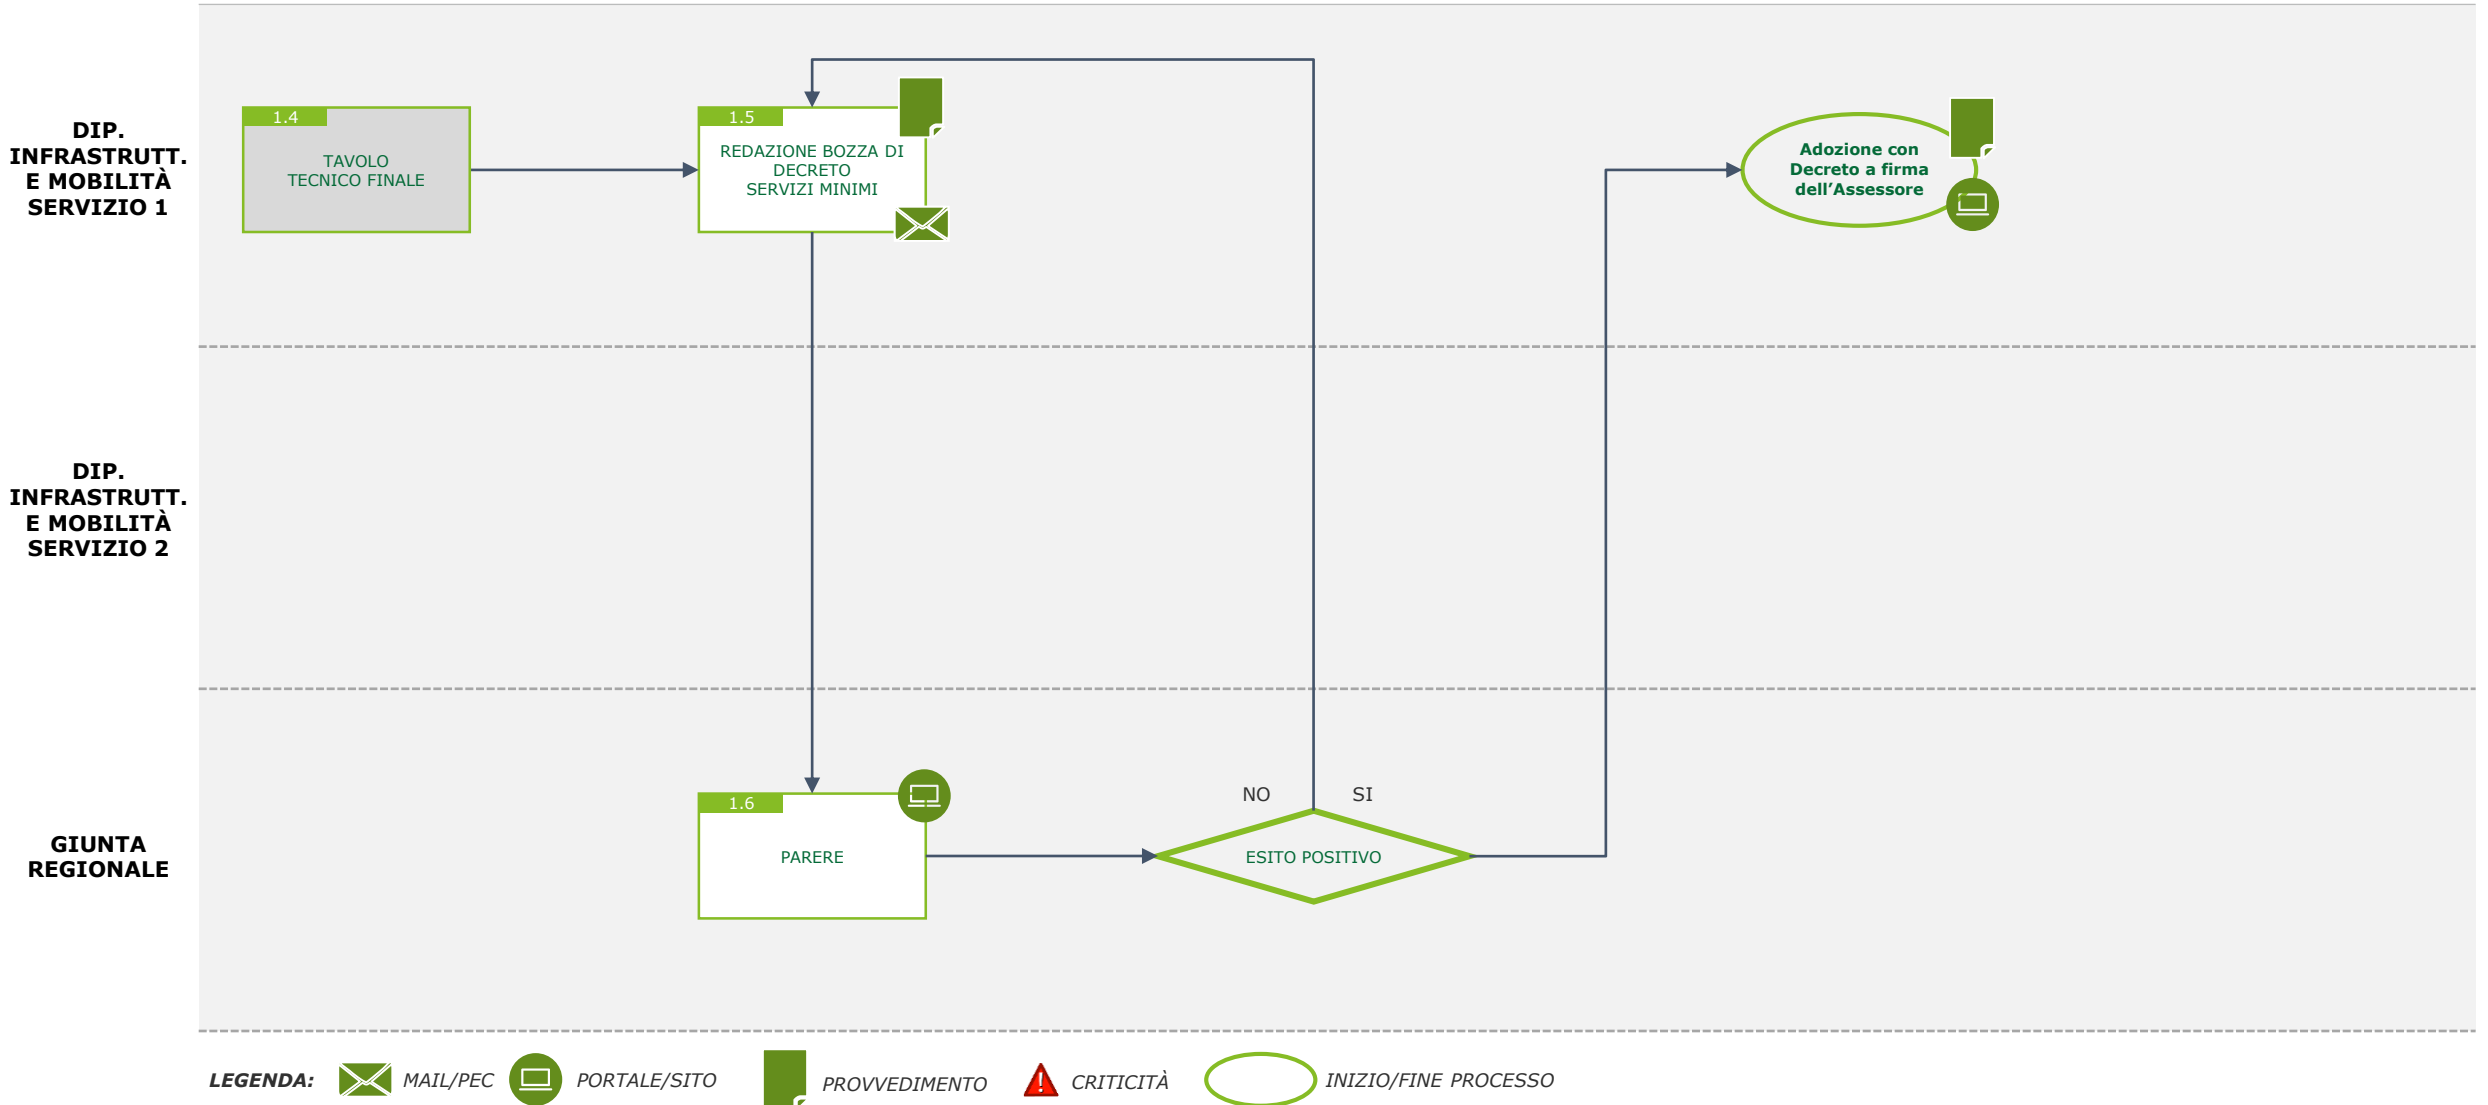 DIP.
INFRASTRUTT.
E MOBILITÀ
SERVIZIO 1
1.4
TAVOLO
TECNICO FINALE
1.5
REDAZIONE BOZZA DI
DECRETO
SERVIZI MINIMI
Adozione con
Decreto a firma
dell’Assessore
DIP.
INFRASTRUTT.
E MOBILITÀ
SERVIZIO 2
GIUNTA
REGIONALE
1.6
PARERE
NO
SI
ESITO POSITIVO
LEGENDA:
MAIL/PEC
PORTALE/SITO
PROVVEDIMENTO
CRITICITÀ
INIZIO/FINE PROCESSO